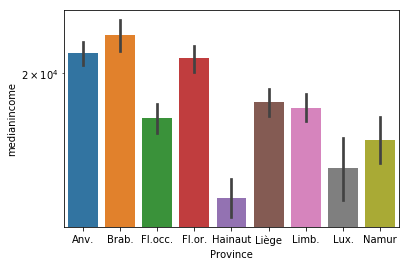 medianincome
2 × 10⁴
Anv. Brab. Fl.occ. Fl.or. Hainaut Liège Limb. Lux. Namur
Province